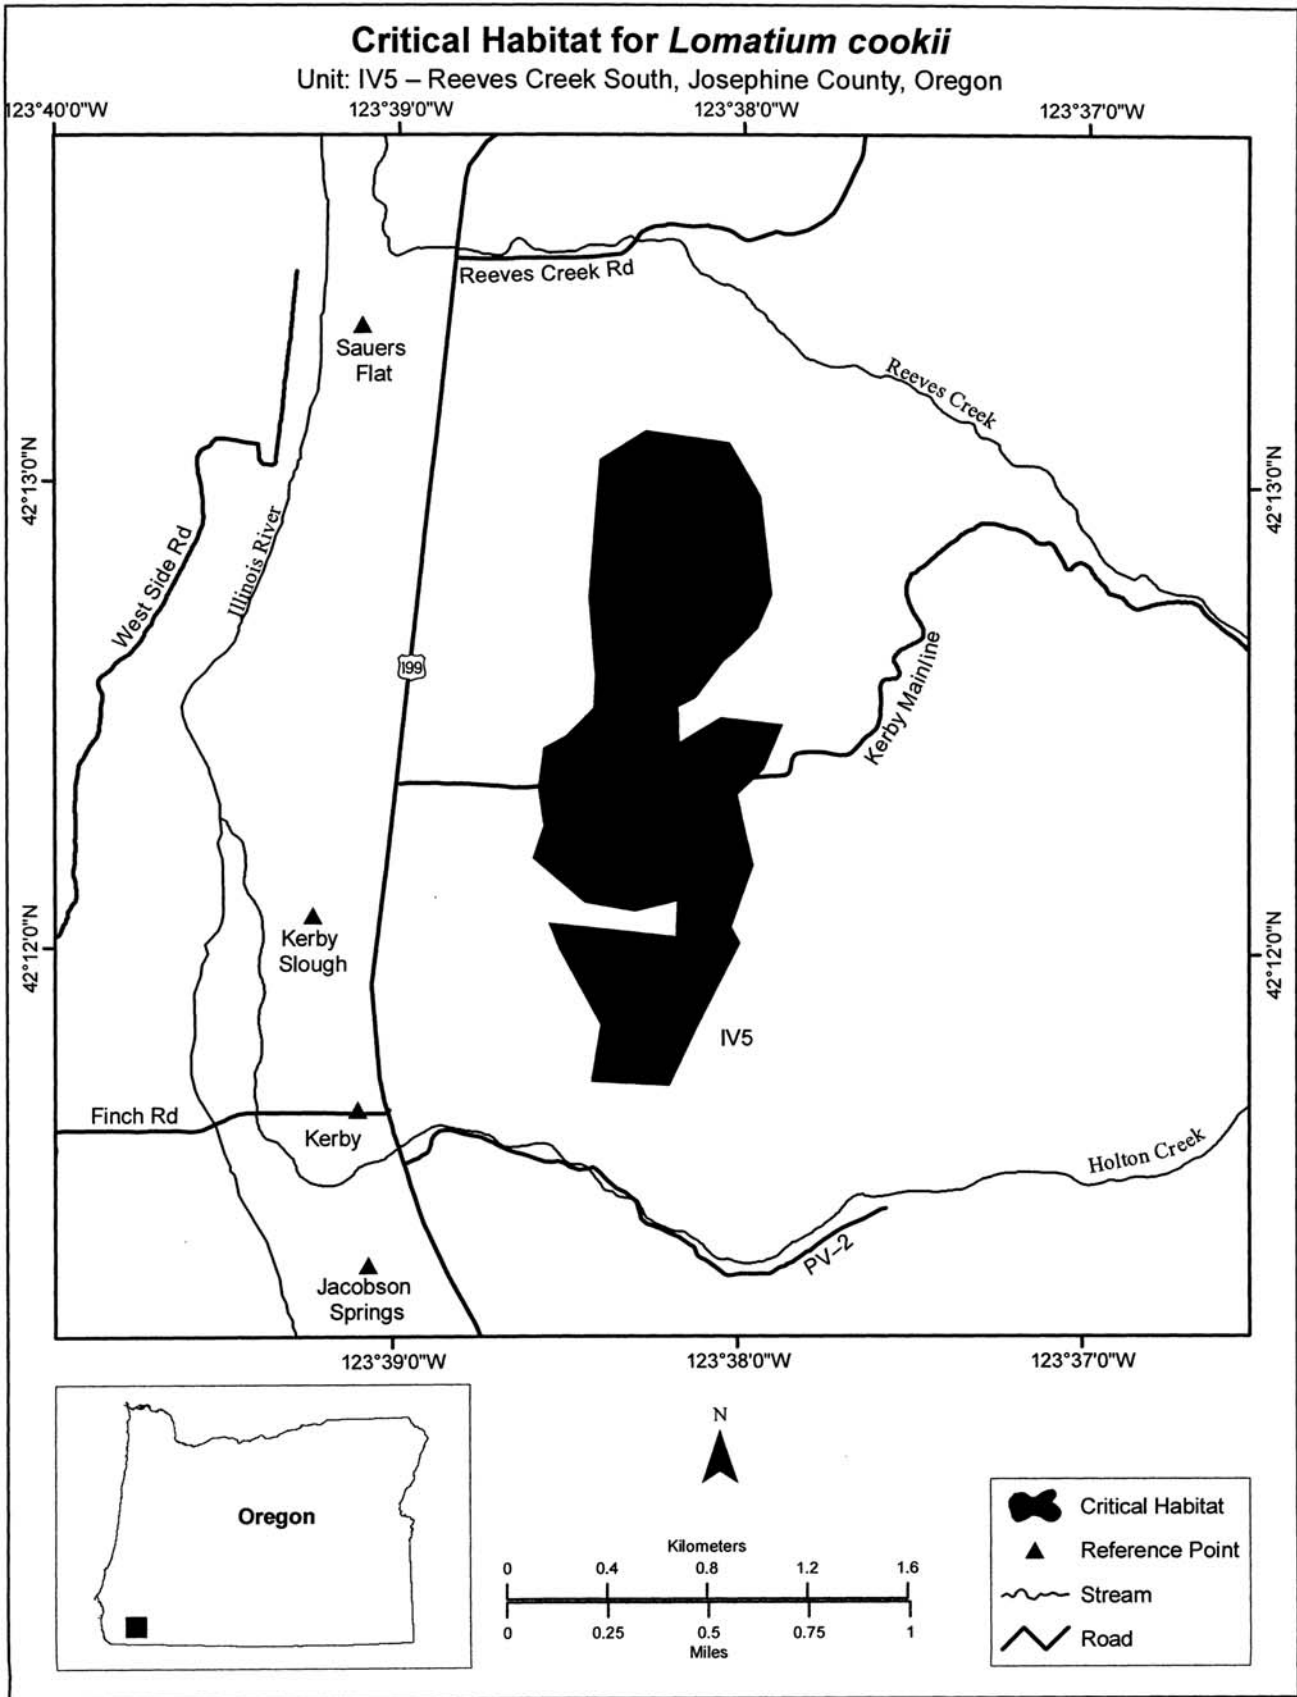 Critical Habitat for Lomatium cookii
Unit: IV5 – Reeves Creek South, Josephine County, Oregon
123°40'0"W
123°39'0"W
123°38'0"W
123°37'0"W
Reeves Creek Rd
Sauers
Flat
Reeves Creek
42°13'0"N
42°13'0"N
West Side Rd
Illinois River
199
Kerby Mainline
Kerby
Slough
42°12'0"N
42°12'0"N
IV5
Finch Rd
Kerby
Holton Creek
PV–2
Jacobson
Springs
123°39'0"W
123°38'0"W
123°37'0"W
Oregon
N
Kilometers
0 0.4 0.8 1.2 1.6
0 0.25 0.5 0.75 1
Miles
Critical Habitat
Reference Point
Stream
Road